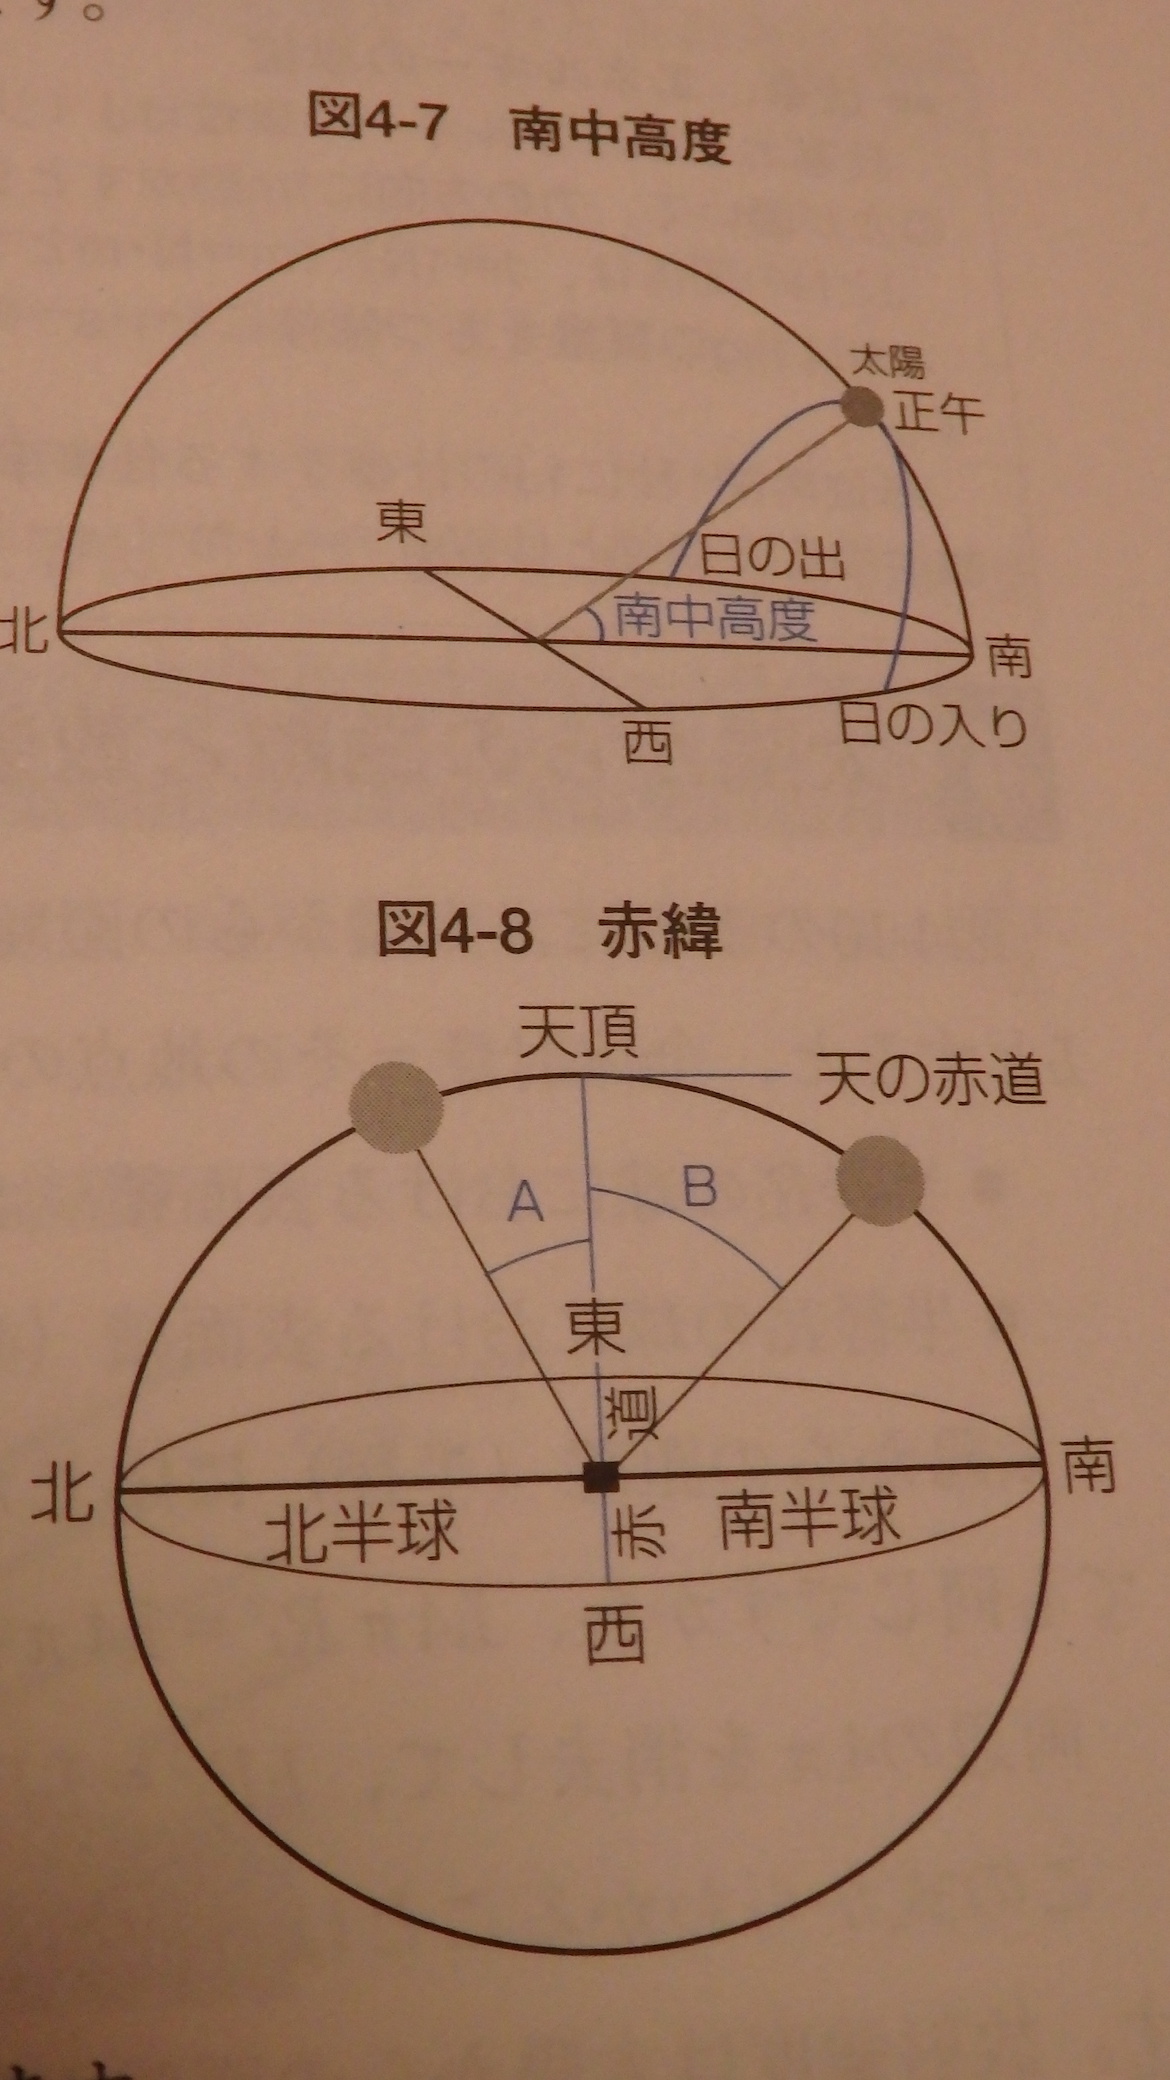 す。
図4-7 南中高度
太陽
正午
東
日の出
南中高度
北
南
西
日の入り
図4-8 赤緯
天頂
天の赤道
A
B
東
道
北
南
北半球
赤
南半球
西